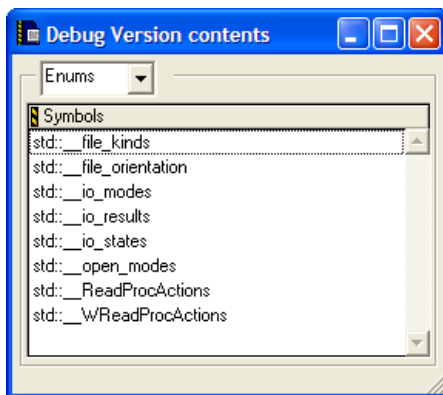 Debug Version contents
Enums
Symbols
std::__file_kinds
std::__file_orientation
std::__io_modes
std::__io_results
std::__io_states
std::__open_modes
std::__ReadProcActions
std::__WReadProcActions